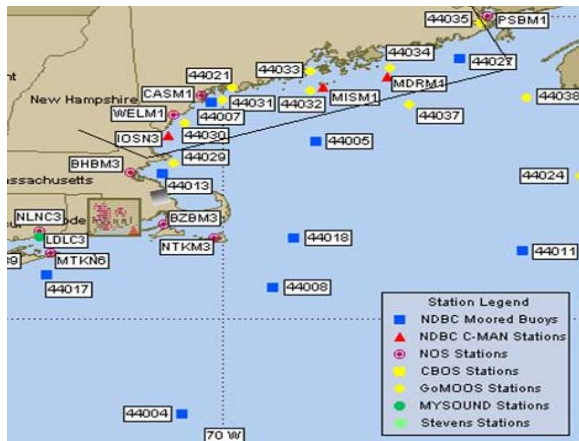 44035
PSBM1
44033
44034
44027
44021
CASM1
MDRM1
New Hampshire
44031
44032
MISM1
44038
WELM1
44007
44037
IOSN3
44030
44005
BHBM3
44029
assachusetts
44013
44024
NLNC3
ode
BZBM3
LDLC3
44018
NTKM3
44011
MTKN6
44017
44008
Station Legend
NDBC Moored Buoys
NDBC C-MAN Stations
NOS Stations
CBOS Stations
GoMOOS Stations
MYSOUND Stations
Stevens Stations
44004
70 W